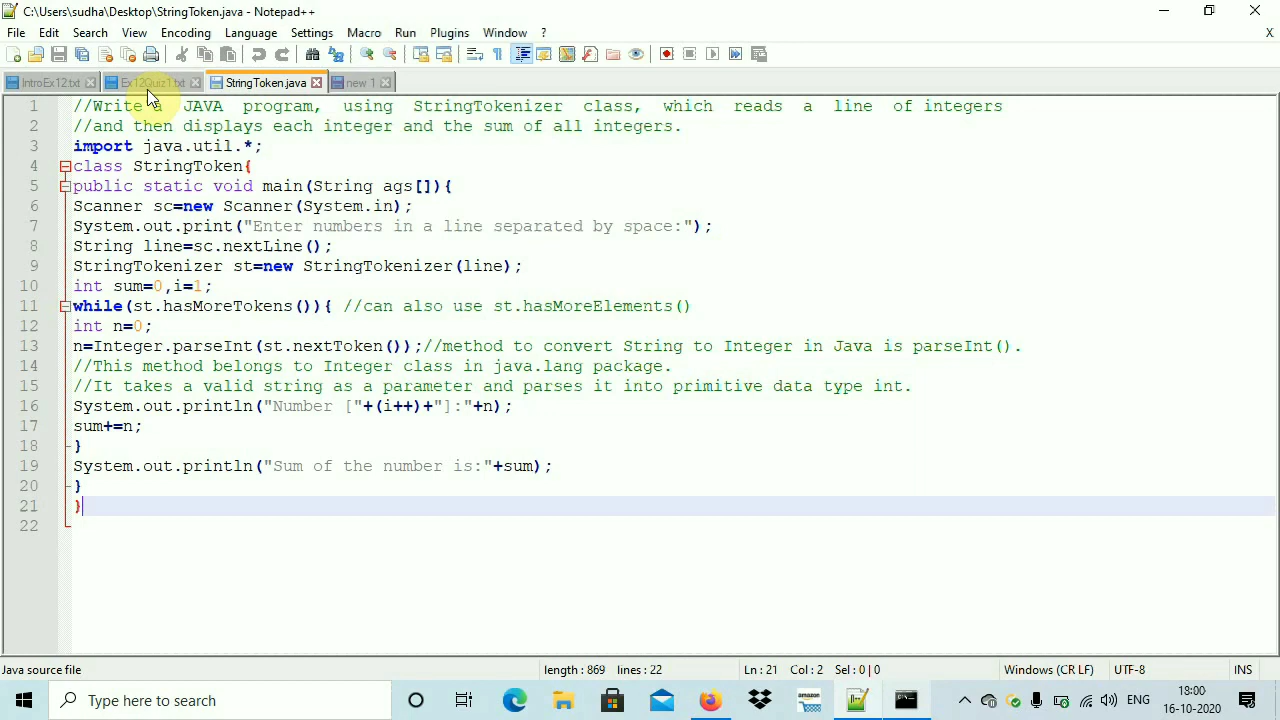 C:\Users\sudha\Desktop\StringToken.java - Notepad++
File Edit Search View Encoding Language Settings Macro Run Plugins Window ? X
IntroEx12.txt Ex12Quiz1.txt StringToken.java new 1
1 //Write a JAVA program, using StringTokenizer class, which reads a line of integers
2 //and then displays each integer and the sum of all integers.
3 import java.util.*;
4 class StringToken{
5 public static void main(String ags[]){
6 Scanner sc=new Scanner(System.in);
7 System.out.print("Enter numbers in a line separated by space:");
8 String line=sc.nextLine();
9 StringTokenizer st=new StringTokenizer(line);
10 int sum=0,i=1;
11 while(st.hasMoreTokens()){ //can also use st.hasMoreElements()
12 int n=0;
13 n=Integer.parseInt(st.nextToken());//method to convert String to Integer in Java is parseInt().
14 //This method belongs to Integer class in java.lang package.
15 //It takes a valid string as a parameter and parses it into primitive data type int.
16 System.out.println("Number ["+(i++)+"]:"+n);
17 sum+=n;
18 }
19 System.out.println("Sum of the number is:"+sum);
20 }
21 }
22
Java source file length : 869 lines : 22 Ln : 21 Col : 2 Sel : 0 | 0 Windows (CR LF) UTF-8 INS
Type here to search amazon ENG 18:00
16-10-2020